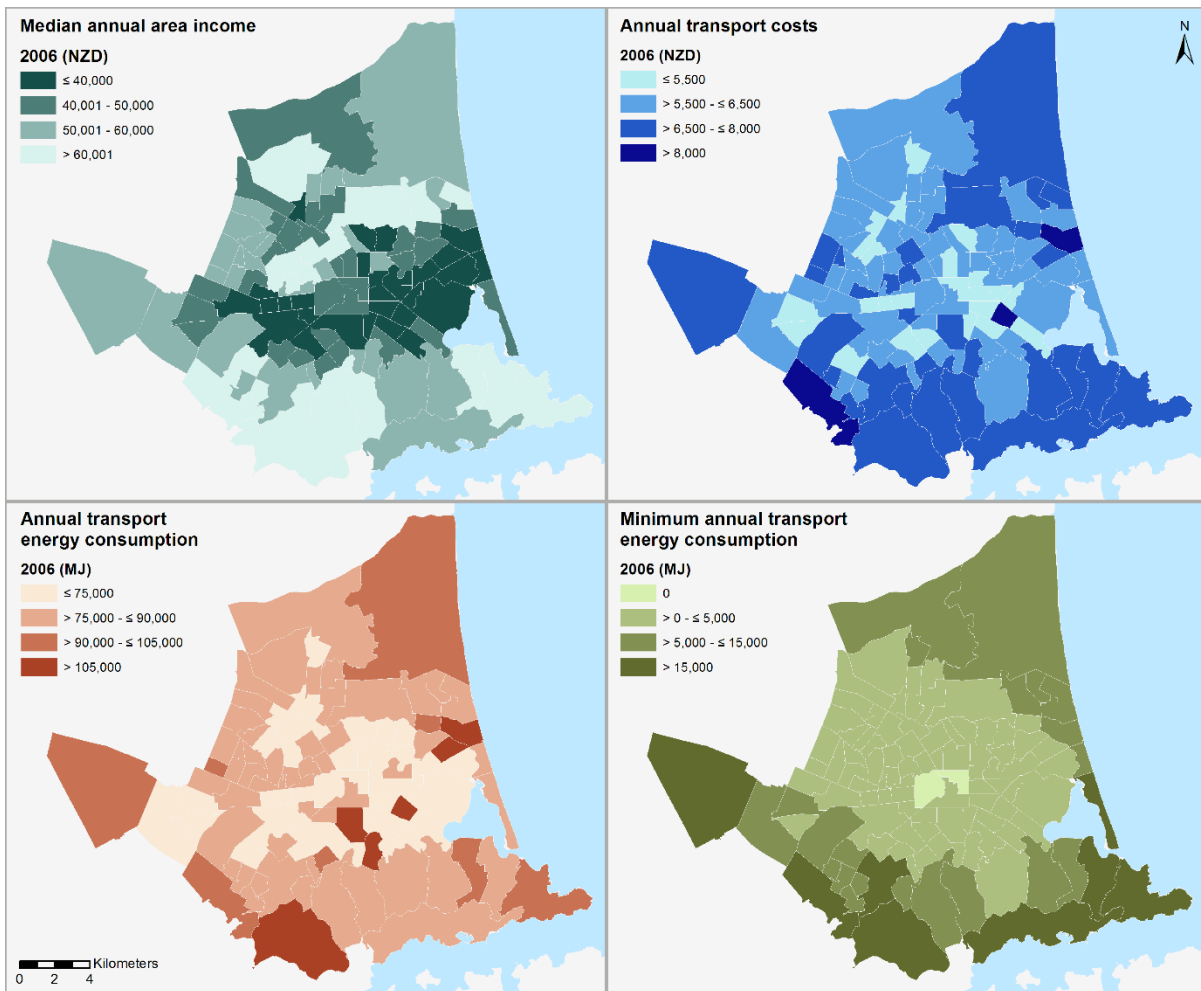 Median annual area income
2006 (NZD)
≤ 40,000
40,001 - 50,000
50,001 - 60,000
> 60,001
Annual transport costs
2006 (NZD)
≤ 5,500
> 5,500 - ≤ 6,500
> 6,500 - ≤ 8,000
> 8,000
N
Annual transport
energy consumption
2006 (MJ)
≤ 75,000
> 75,000 - ≤ 90,000
> 90,000 - ≤ 105,000
> 105,000
Kilometers
0 2 4
Minimum annual transport
energy consumption
2006 (MJ)
0
> 0 - ≤ 5,000
> 5,000 - ≤ 15,000
> 15,000